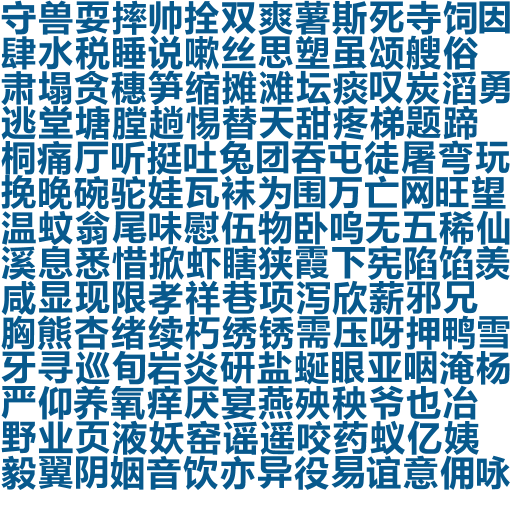 守兽耍摔帅拴双爽薯斯死寺饲因
肆水税睡说嗽丝思塑虽颂艘俗
肃塌贪穗笋缩摊滩坛痰叹炭滔勇
逃堂塘膛趟惕替天甜疼梯题蹄
桐痛厅听挺吐兔团吞屯徒屠弯玩
挽晚碗驼娃瓦袜为围万亡网旺望
温蚊翁尾味慰伍物卧呜无五稀仙
溪息悉惜掀虾瞎狭霞下宪陷馅羡
咸显现限孝祥巷项泻欣薪邪兄
胸熊杏绪续朽绣锈需压呀押鸭雪
牙寻巡旬岩炎研盐蜒眼亚咽淹杨
严仰养氧痒厌宴燕殃秧爷也冶
野业页液妖窑谣遥咬药蚁亿姨
毅翼阴姻音饮亦异役易谊意佣咏